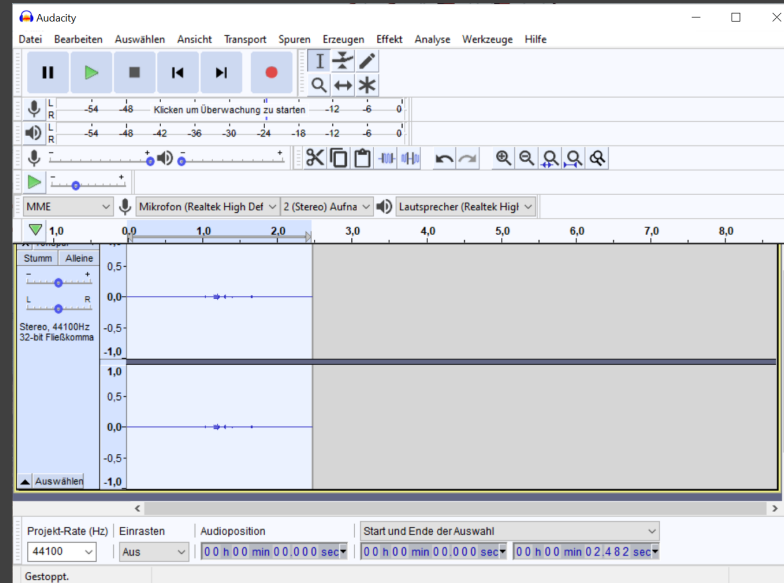 Audacity
Datei Bearbeiten Auswählen Ansicht Transport Spuren Erzeugen Effekt Analyse Werkzeuge Hilfe
L
R
-54 -48 Klicken um Überwachung zu starten -12 -6 0
L
R
-54 -48 -42 -36 -30 -24 -18 -12 -6 0
- + - +
- +
MME Mikrofon (Realtek High Def 2 (Stereo) Aufna Lautsprecher (Realtek High
1,0 0,0 1,0 2,0 3,0 4,0 5,0 6,0 7,0 8,0
Stumm Alleine
- +
L R
Stereo, 44100Hz
32-bit Fließkomma
0,5-
0,0-
-0,5-
-1,0
1,0
0,5-
0,0-
-0,5-
-1,0
Auswählen
Projekt-Rate (Hz) Einrasten Audioposition Start und Ende der Auswahl
44100 Aus 00 h 00 min 00.000 sec 00 h 00 min 00.000 sec 00 h 00 min 02.482 sec
Gestoppt.